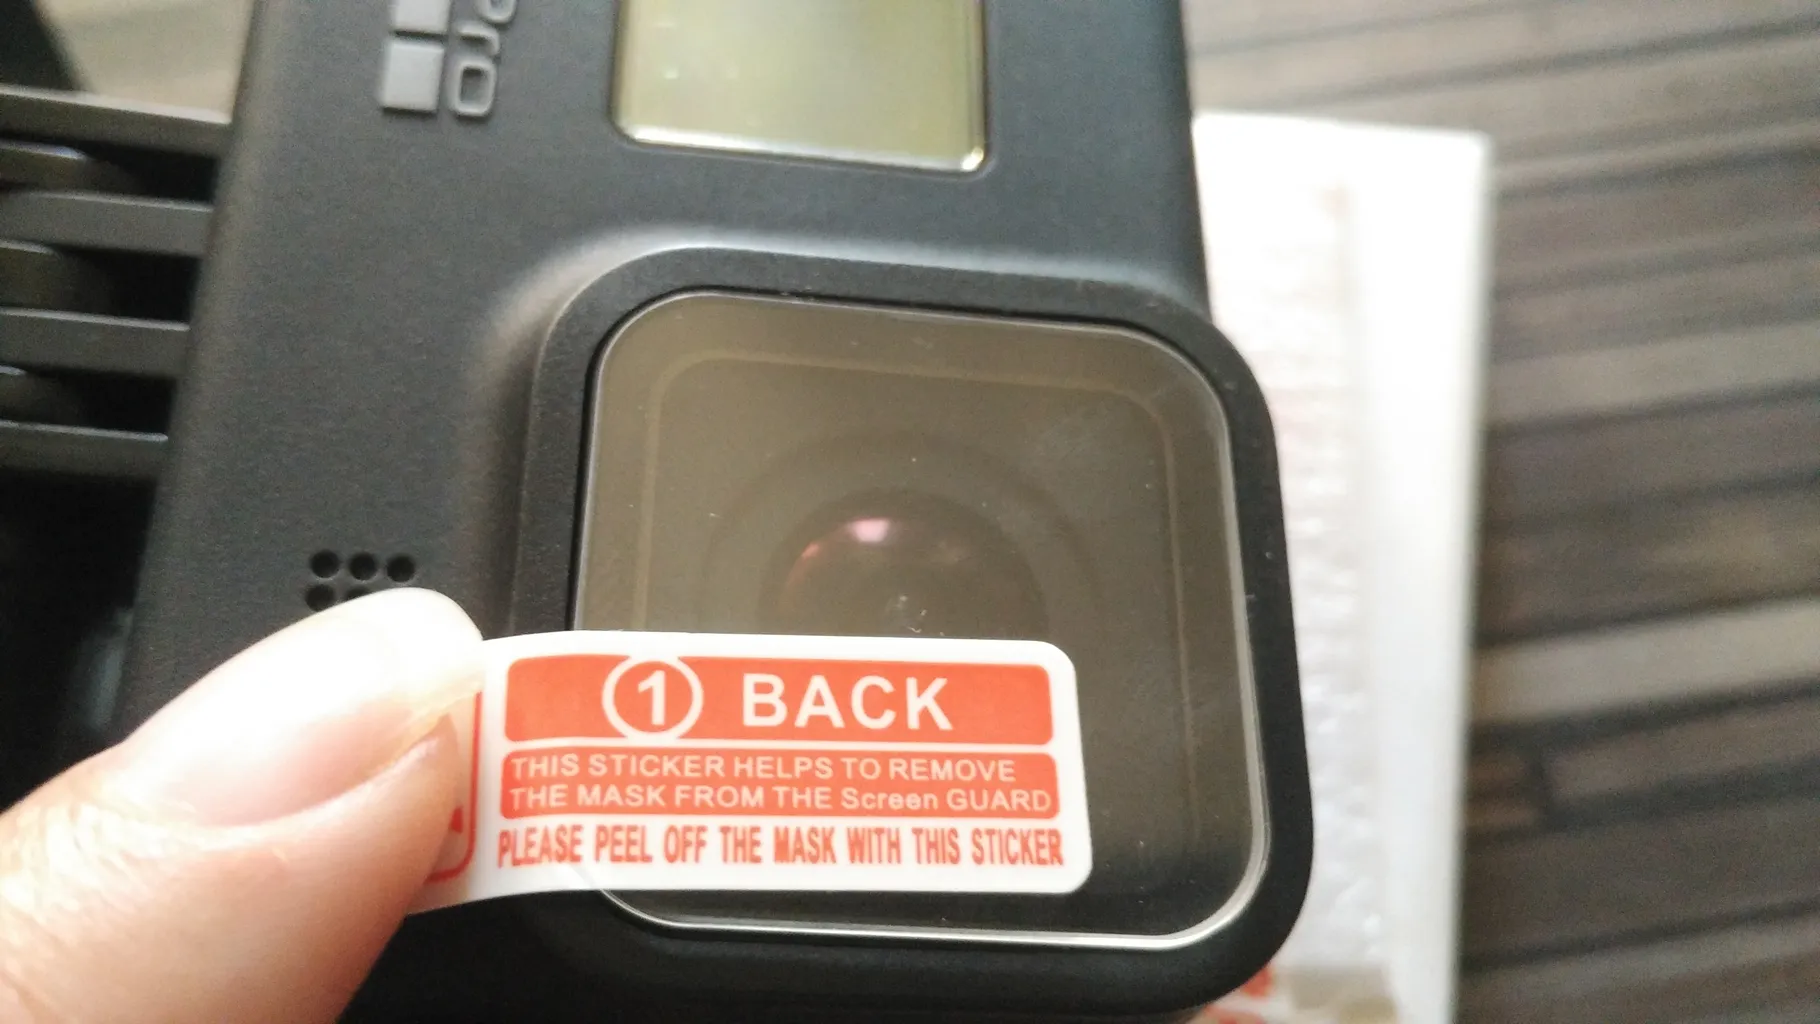 Pro
① BACK
THIS STICKER HELPS TO REMOVE
THE MASK FROM THE Screen GUARD
PLEASE PEEL OFF THE MASK WITH THIS STICKER